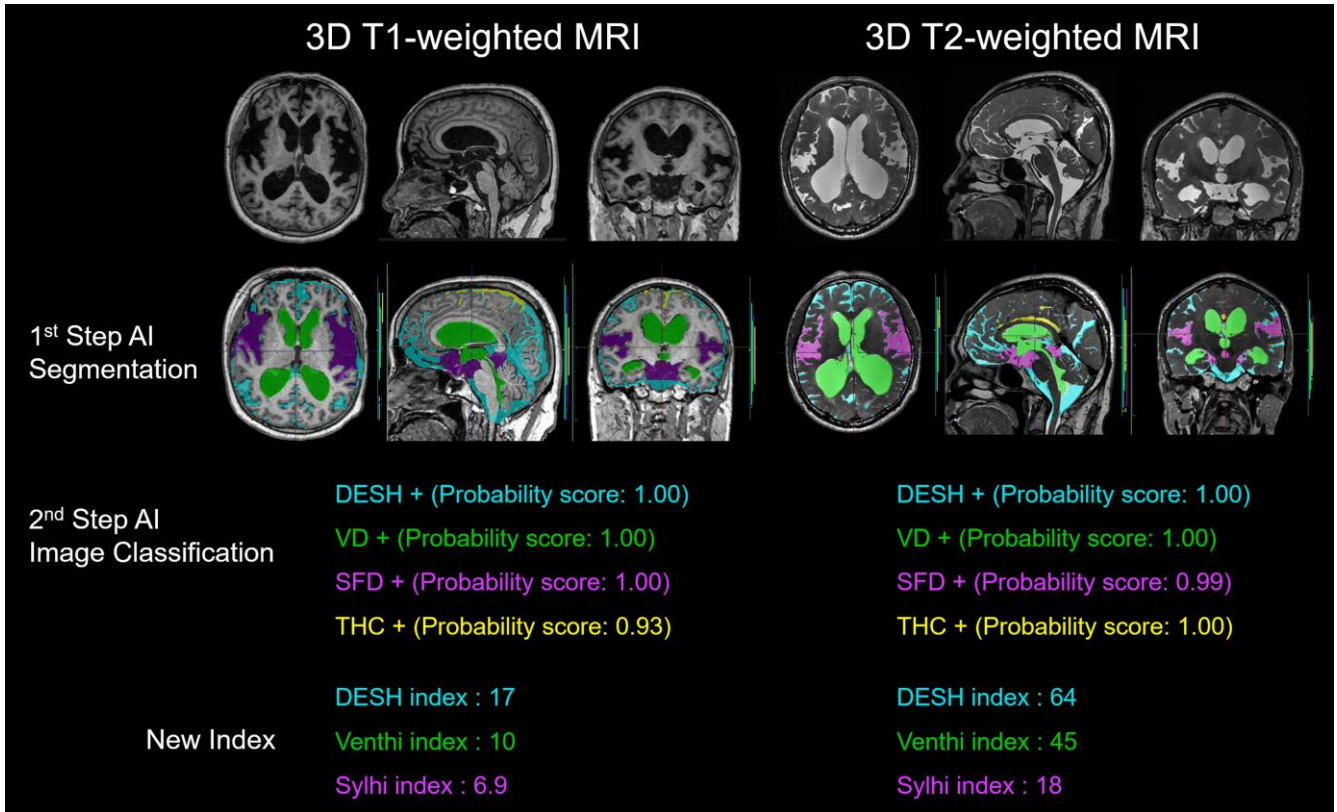 3D T1-weighted MRI
3D T2-weighted MRI
1st Step AI
Segmentation
2nd Step AI
Image Classification
DESH + (Probability score: 1.00)
VD + (Probability score: 1.00)
SFD + (Probability score: 1.00)
THC + (Probability score: 0.93)
DESH + (Probability score: 1.00)
VD + (Probability score: 1.00)
SFD + (Probability score: 0.99)
THC + (Probability score: 1.00)
New Index
DESH index : 17
Venthi index : 10
Sylhi index : 6.9
DESH index : 64
Venthi index : 45
Sylhi index : 18